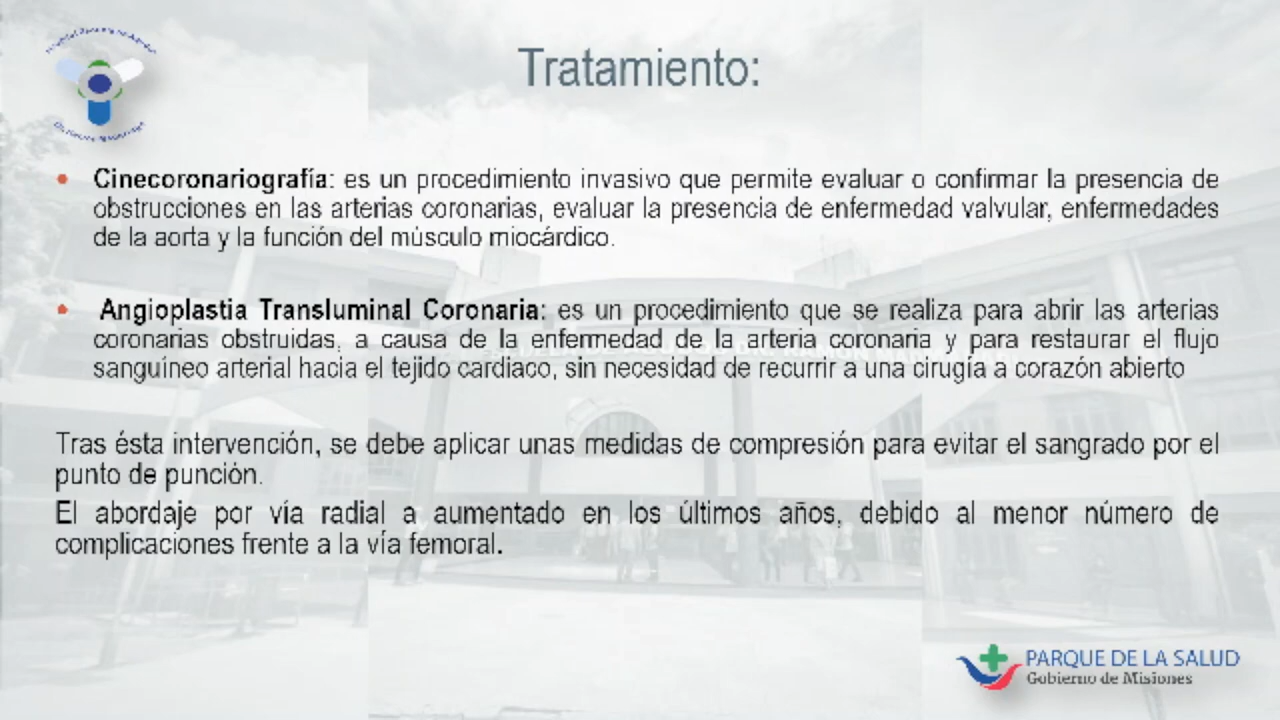 Tratamiento:
• Cinecoronariografía: es un procedimiento invasivo que permite evaluar o confirmar la presencia de
obstrucciones en las arterias coronarias, evaluar la presencia de enfermedad valvular, enfermedades
de la aorta y la función del músculo miocárdico.
• Angioplastia Transluminal Coronaria: es un procedimiento que se realiza para abrir las arterias
coronarias obstruidas, a causa de la enfermedad de la arteria coronaria y para restaurar el flujo
sanguíneo arterial hacia el tejido cardiaco, sin necesidad de recurrir a una cirugía a corazón abierto
Tras ésta intervención, se debe aplicar unas medidas de compresión para evitar el sangrado por el
punto de punción.
El abordaje por vía radial a aumentado en los últimos años, debido al menor número de
complicaciones frente a la vía femoral.
PARQUE DE LA SALUD
Gobierno de Misiones